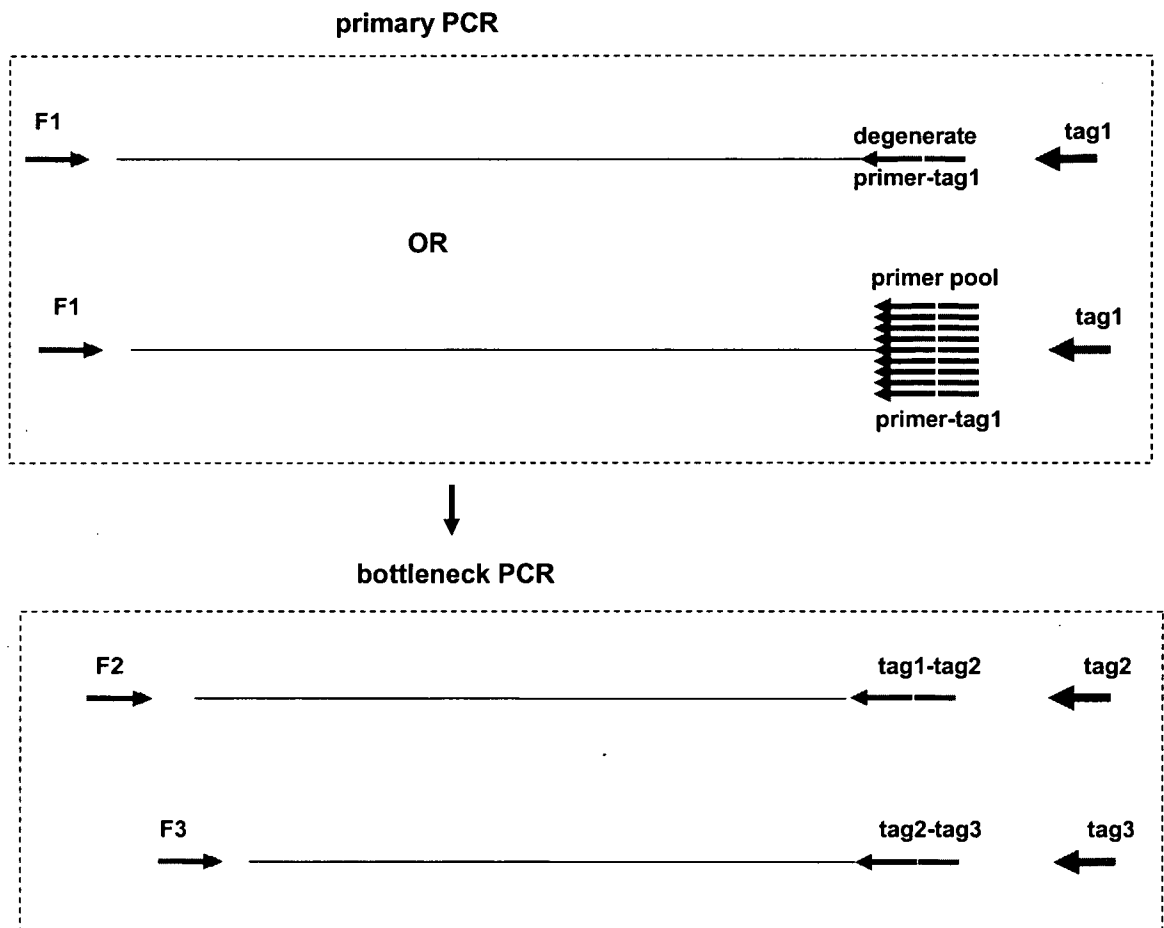 primary PCR
F1
degenerate
tag1
primer-tag1
OR
F1
primer pool
tag1
primer-tag1
bottleneck PCR
F2
tag1-tag2
tag2
F3
tag2-tag3
tag3